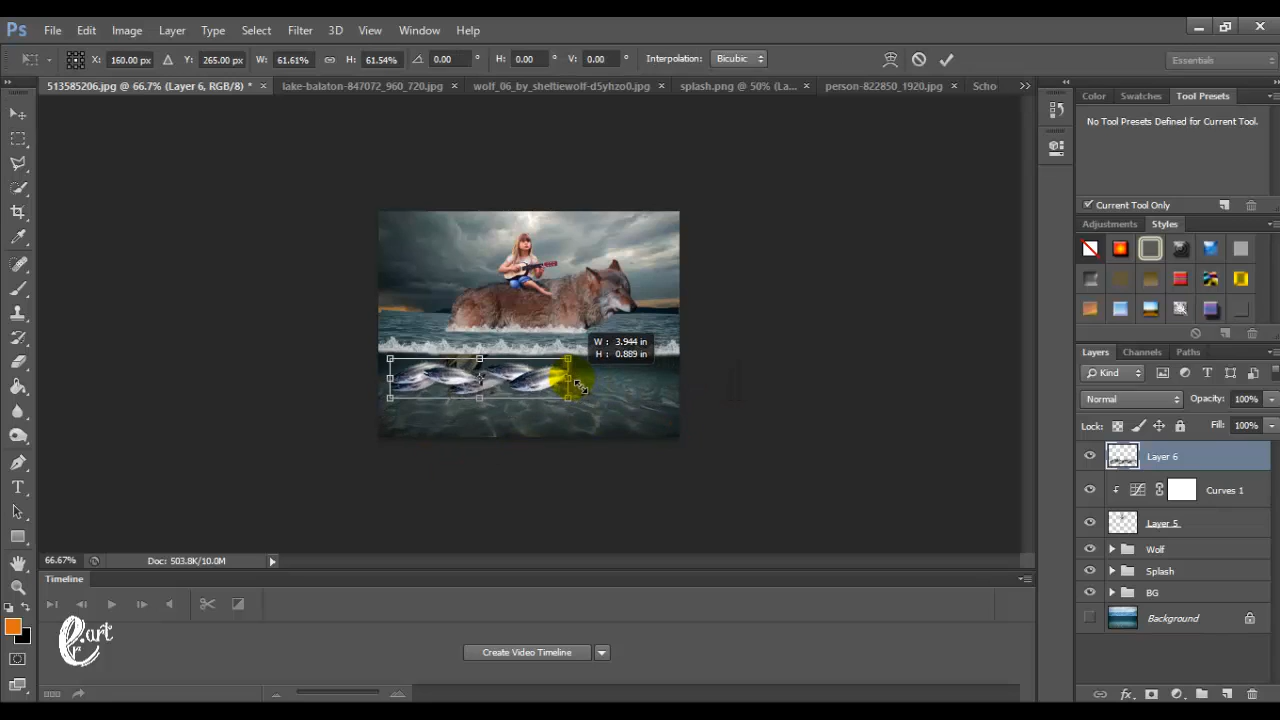 Ps File Edit Image Layer Type Select Filter 3D View Window Help
X: 160.00 px Y: 265.00 px W: 61.61% H: 61.54% 0.00 ° H: 0.00 ° V: 0.00 ° Interpolation: Bicubic Essentials
513585206.jpg @ 66.7% (Layer 6, RGB/8) * × lake-balaton-847072_960_720.jpg × wolf_06_by_sheltiewolf-d5yhzo0.jpg × splash.png @ 50% (La... × person-822850_1920.jpg × Scho
Color Swatches Tool Presets
No Tool Presets Defined for Current Tool.
Current Tool Only
Adjustments Styles
W : 3.944 in
H : 0.889 in
Layers Channels Paths
Kind
Normal Opacity: 100%
Lock: Fill: 100%
Layer 6
Curves 1
Layer 5
Wolf
Splash
BG
Background
66.67% Doc: 503.8K/10.0M
Timeline
Create Video Timeline
art
fx